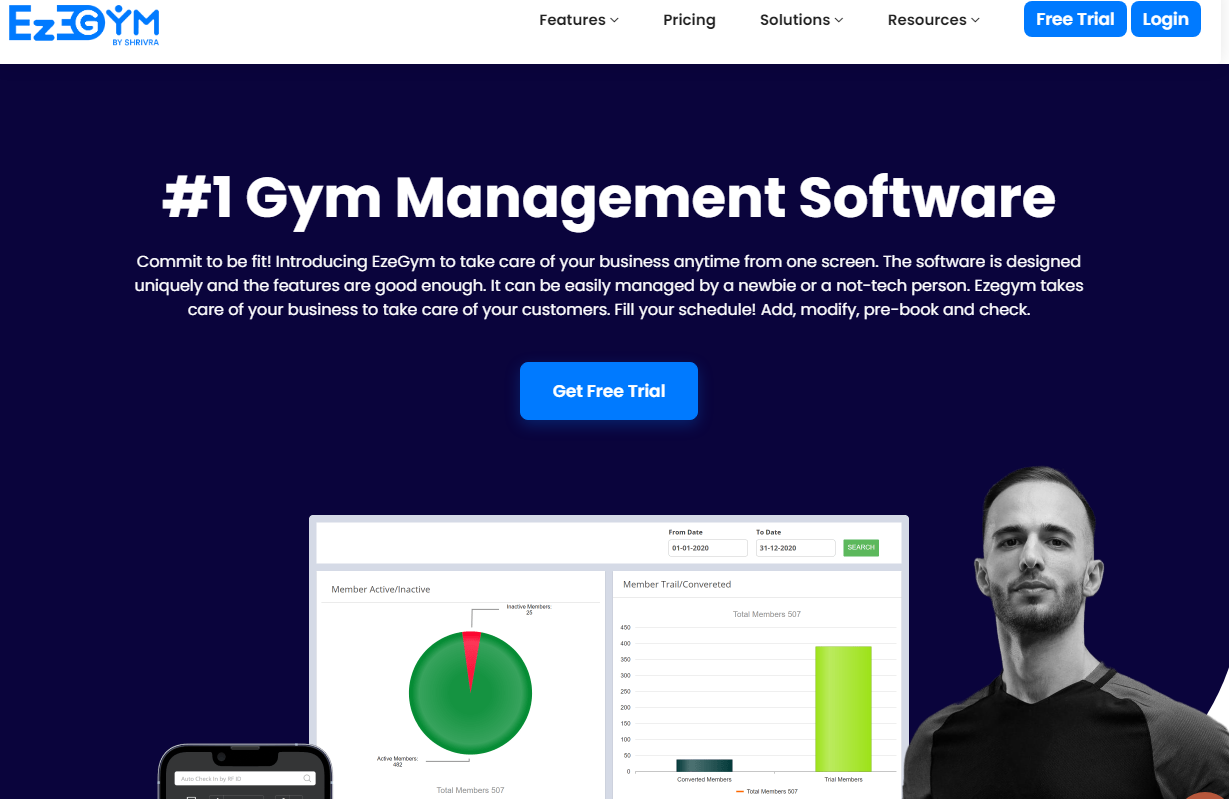 EzEGYM
BY SHRIVRA
Features
Pricing
Solutions
Resources
Free Trial
Login
#1 Gym Management Software
Commit to be fit! Introducing EzeGym to take care of your business anytime from one screen. The software is designed
uniquely and the features are good enough. It can be easily managed by a newbie or a not-tech person. Ezegym takes
care of your business to take care of your customers. Fill your schedule! Add, modify, pre-book and check.
Get Free Trial
From Date
To Date
01-01-2020
31-12-2020
SEARCH
Member Active/Inactive
Inactive Members:
25
Active Members:
482
Total Members 507
Member Trail/Convereted
Total Members 507
450
400
350
300
250
200
150
100
50
0
Converted Members
Trial Members
Total Members 507
Auto Check In by RF ID